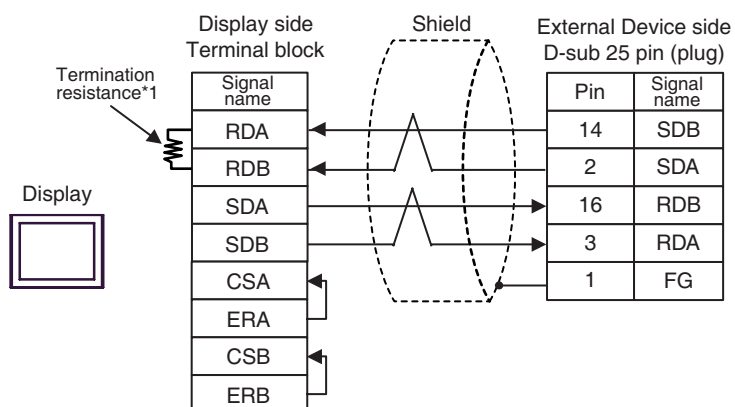 Display side
Terminal block
Shield
External Device side
D-sub 25 pin (plug)
Termination
resistance*1
Display
Signal
name
RDA
RDB
SDA
SDB
CSA
ERA
CSB
ERB
Pin
Signal
name
14 SDB
2 SDA
16 RDB
3 RDA
1 FG